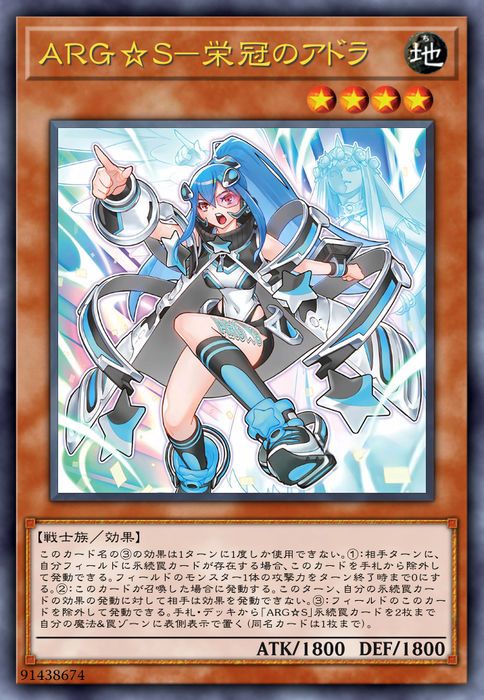 ARG☆S－栄冠のアドラ
ち
地
【戦士族／効果】
このカード名の③の効果は1ターンに1度しか使用できない。①：相手ターンに、
自分フィールドに永続罠カードが存在する場合、このカードを手札から除外し
て発動できる。フィールドのモンスター1体の攻撃力をターン終了時まで0にす
る。②：このカードが召喚した場合に発動する。このターン、自分の永続罠カー
ドの効果の発動に対して相手は効果を発動できない。③：フィールドのこのカー
ドを除外して発動できる。手札・デッキから「ARG☆S」永続罠カードを2枚まで
自分の魔法&罠ゾーンに表側表示で置く(同名カードは1枚まで)。
ATK/1800 DEF/1800
91438674